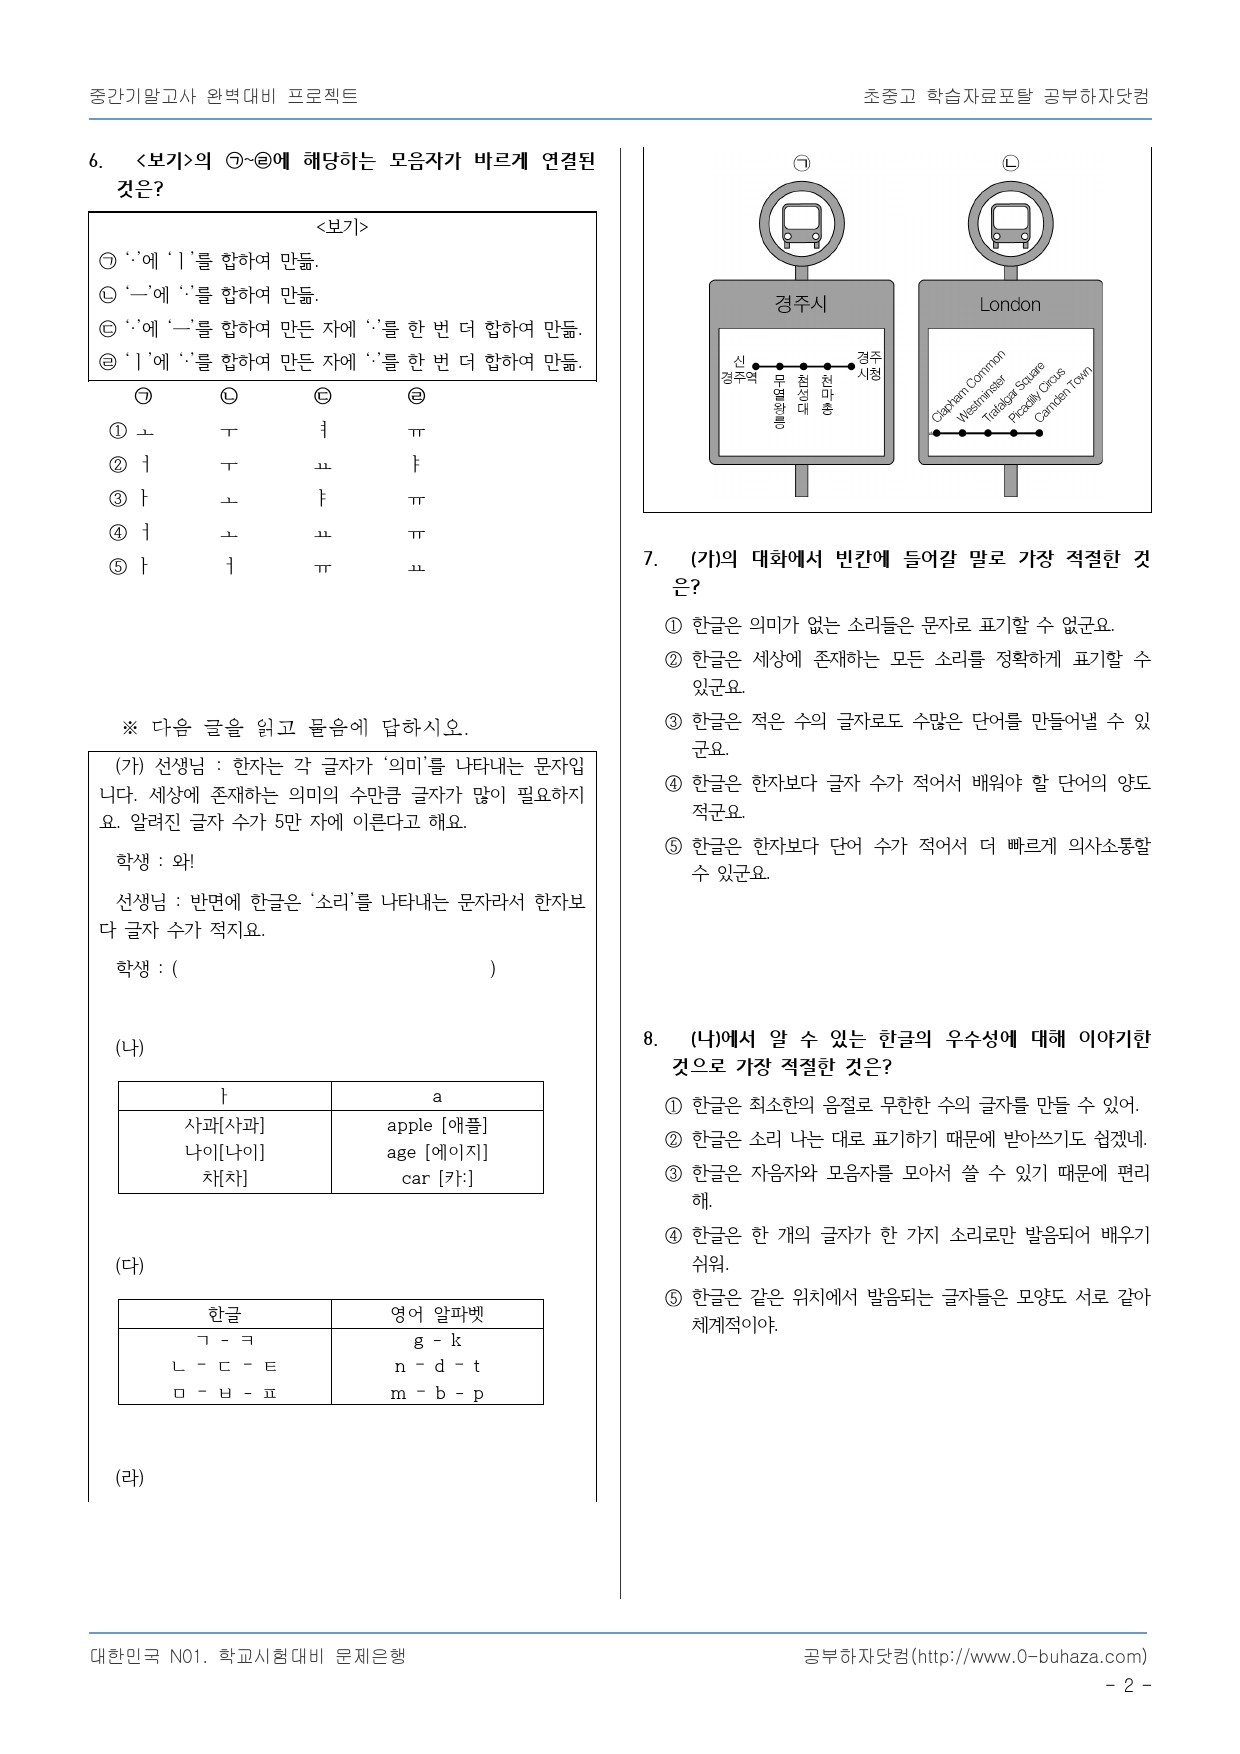 중간기말고사 완벽대비 프로젝트
초중고 학습자료포탈 공부하자닷컴
6. <보기>의 ㉠~㉣에 해당하는 모음자가 바르게 연결된
것은?
<보기>
㉠ ‘·’에 ‘ㅣ’를 합하여 만듦.
㉡ ‘ㅡ’에 ‘·’를 합하여 만듦.
㉢ ‘·’에 ‘ㅡ’를 합하여 만든 자에 ‘·’를 한 번 더 합하여 만듦.
㉣ ‘ㅣ’에 ‘·’를 합하여 만든 자에 ‘·’를 한 번 더 합하여 만듦.
㉠ ㉡ ㉢ ㉣
① ㅗ ㅜ ㅕ ㅠ
② ㅓ ㅜ ㅛ ㅑ
③ ㅏ ㅗ ㅑ ㅠ
④ ㅓ ㅗ ㅛ ㅠ
⑤ ㅏ ㅓ ㅠ ㅛ
※ 다음 글을 읽고 물음에 답하시오.
(가) 선생님 : 한자는 각 글자가 ‘의미’를 나타내는 문자입
니다. 세상에 존재하는 의미의 수만큼 글자가 많이 필요하지
요. 알려진 글자 수가 5만 자에 이른다고 해요.
학생 : 와!
선생님 : 반면에 한글은 ‘소리’를 나타내는 문자라서 한자보
다 글자 수가 적지요.
학생 : ( )
(나)
ㅏ a
사과[사과] apple [애플]
나이[나이] age [에이지]
차[차] car [카:]
(다)
한글 영어 알파벳
ㄱ - ㅋ g - k
ㄴ - ㄷ - ㅌ n - d - t
ㅁ - ㅂ - ㅍ m - b - p
(라)
㉠ ㉡
경주시
신
경주역
무열왕릉
첨성대
천마총
경주
시청
London
Clapham Common
Westminster
Trafalgar Square
Picadilly Circus
Camden Town
7. (가)의 대화에서 빈칸에 들어갈 말로 가장 적절한 것
은?
① 한글은 의미가 없는 소리들은 문자로 표기할 수 없군요.
② 한글은 세상에 존재하는 모든 소리를 정확하게 표기할 수
있군요.
③ 한글은 적은 수의 글자로도 수많은 단어를 만들어낼 수 있
군요.
④ 한글은 한자보다 글자 수가 적어서 배워야 할 단어의 양도
적군요.
⑤ 한글은 한자보다 단어 수가 적어서 더 빠르게 의사소통할
수 있군요.
8. (나)에서 알 수 있는 한글의 우수성에 대해 이야기한
것으로 가장 적절한 것은?
① 한글은 최소한의 음절로 무한한 수의 글자를 만들 수 있어.
② 한글은 소리 나는 대로 표기하기 때문에 받아쓰기도 쉽겠네.
③ 한글은 자음자와 모음자를 모아서 쓸 수 있기 때문에 편리
해.
④ 한글은 한 개의 글자가 한 가지 소리로만 발음되어 배우기
쉬워.
⑤ 한글은 같은 위치에서 발음되는 글자들은 모양도 서로 같아
체계적이야.
대한민국 N01. 학교시험대비 문제은행
공부하자닷컴(http://www.0-buhaza.com)
- 2 -